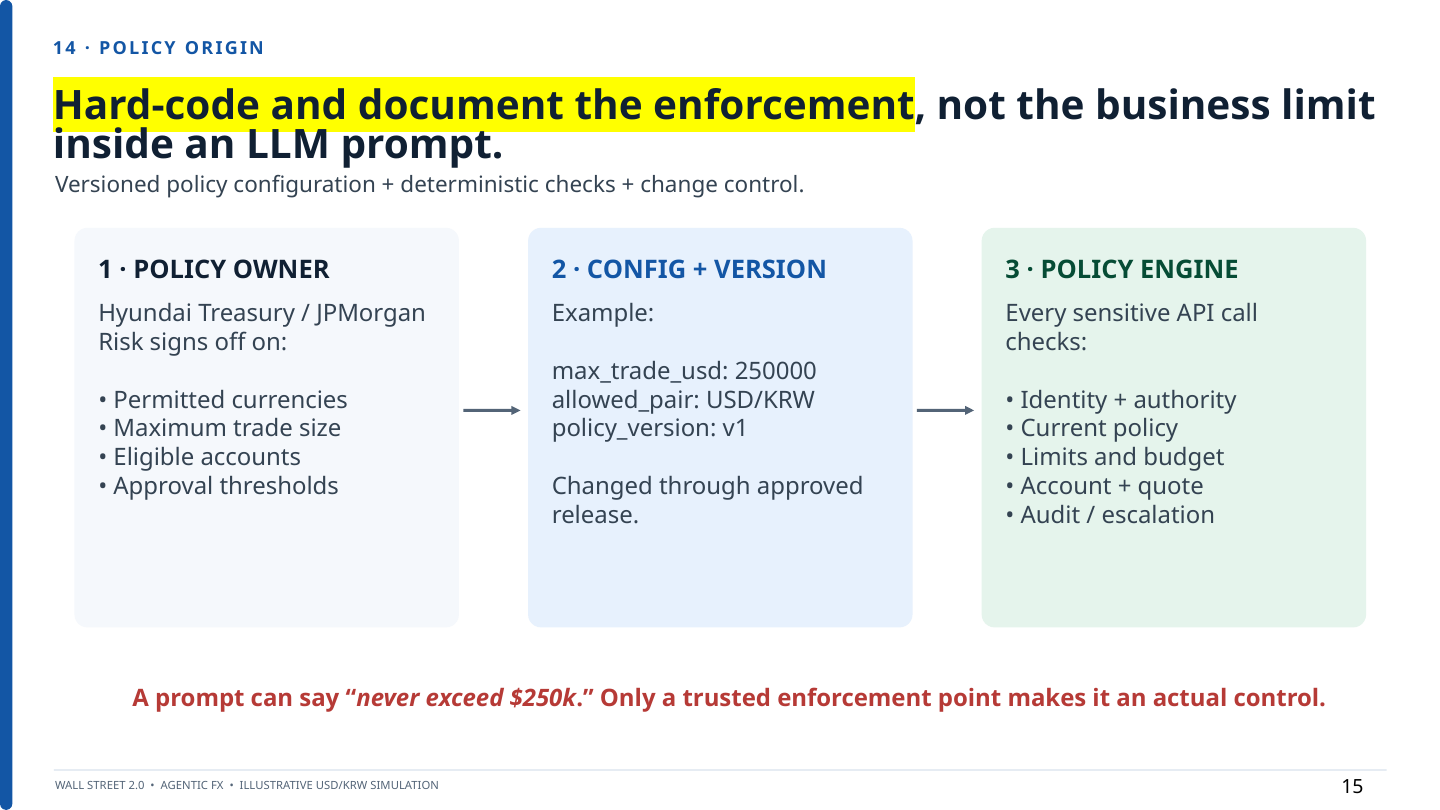 14 · POLICY ORIGIN
Hard-code and document the enforcement, not the business limit
inside an LLM prompt.
Versioned policy configuration + deterministic checks + change control.
1 · POLICY OWNER
Hyundai Treasury / JPMorgan
Risk signs off on:
• Permitted currencies
• Maximum trade size
• Eligible accounts
• Approval thresholds
2 · CONFIG + VERSION
Example:
max_trade_usd: 250000
allowed_pair: USD/KRW
policy_version: v1
Changed through approved
release.
3 · POLICY ENGINE
Every sensitive API call
checks:
• Identity + authority
• Current policy
• Limits and budget
• Account + quote
• Audit / escalation
A prompt can say “never exceed $250k.” Only a trusted enforcement point makes it an actual control.
WALL STREET 2.0 • AGENTIC FX • ILLUSTRATIVE USD/KRW SIMULATION
15